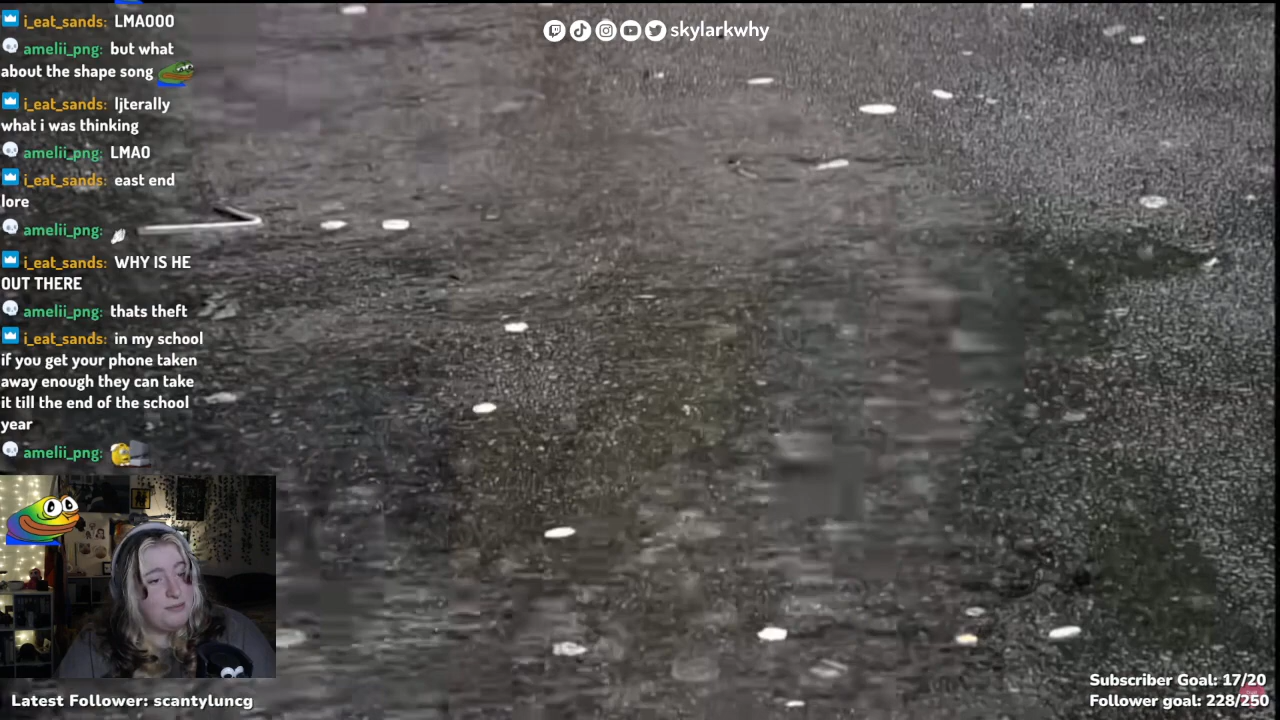 i_eat_sands: LMAOOO
amelii_png: but what
about the shape song
i_eat_sands: ljterally
what i was thinking
amelii_png: LMAO
i_eat_sands: east end
lore
amelii_png:
i_eat_sands: WHY IS HE
OUT THERE
amelii_png: thats theft
i_eat_sands: in my school
if you get your phone taken
away enough they can take
it till the end of the school
year
amelii_png:
skylarkwhy
Latest Follower: scantyluncg
Subscriber Goal: 17/20
Follower goal: 228/250